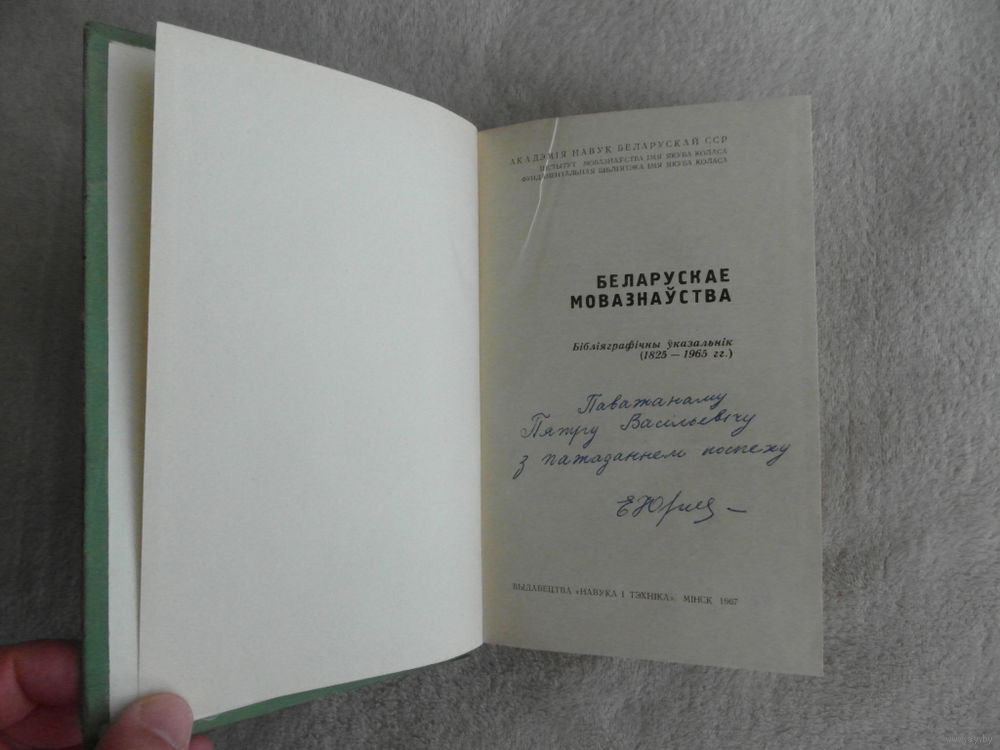 АКАДЭМІЯ НАВУК БЕЛАРУСКАЙ ССР
ІНСТЫТУТ МОВАЗНАЎСТВА ІМЯ ЯКУБА КОЛАСА
ФУНДАМЕНТАЛЬНАЯ БІБЛІЯТЭКА ІМЯ ЯКУБА КОЛАСА
БЕЛАРУСКАЕ
МОВАЗНАЎСТВА
Бібліяграфічны ўказальнік
(1825 — 1965 гг.)
Паважанаму
Пятру Васільевічу
з пажаданнем поспеху
ВЫДАВЕЦТВА «НАВУКА І ТЭХНІКА». МІНСК 1967